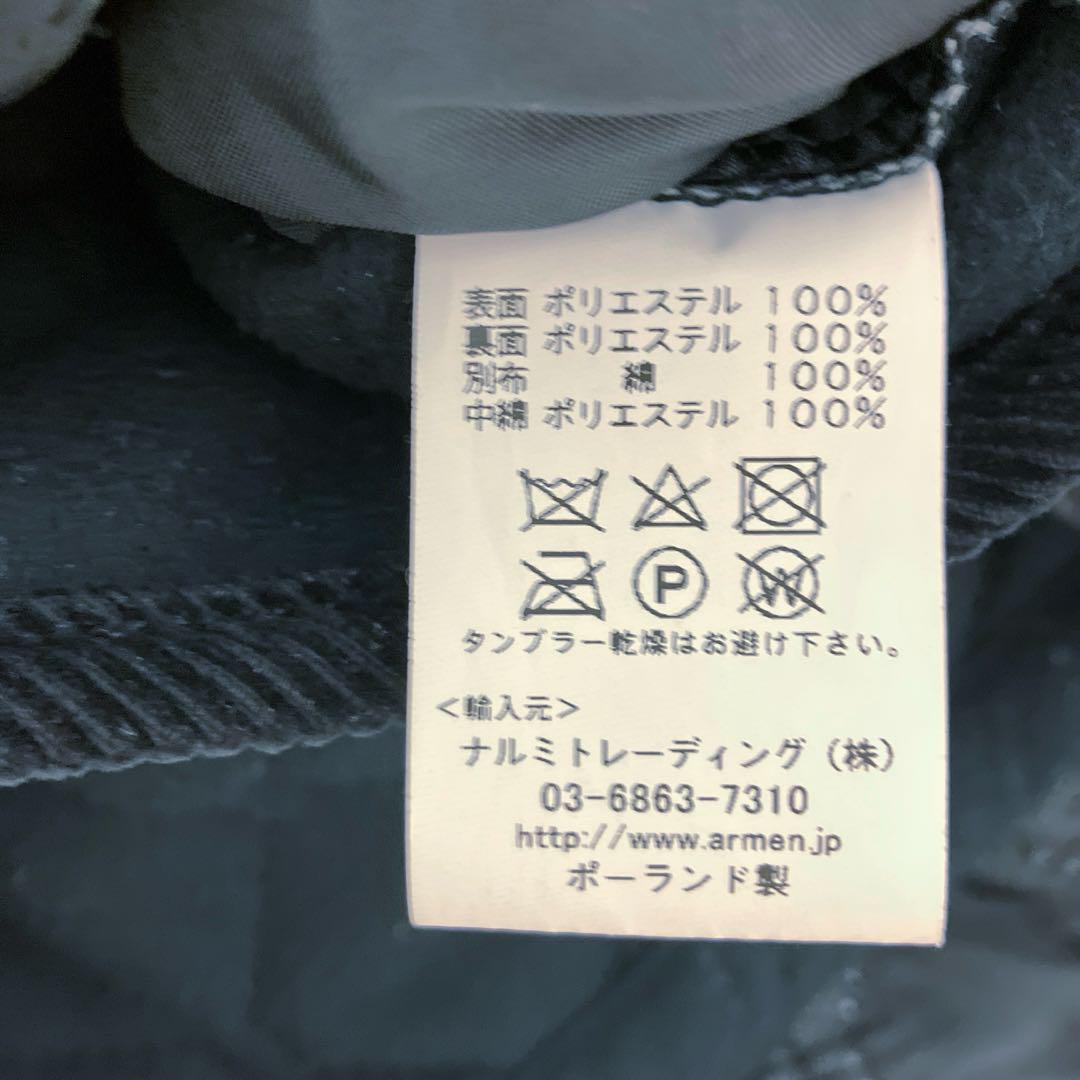 表面 ポリエステル 100%
裏面 ポリエステル 100%
別布 綿 100%
中綿 ポリエステル 100%
P W
タンブラー乾燥はお避け下さい。
<輸入元>
ナルミトレーディング(株)
03-6863-7310
http://www.armen.jp
ポーランド製